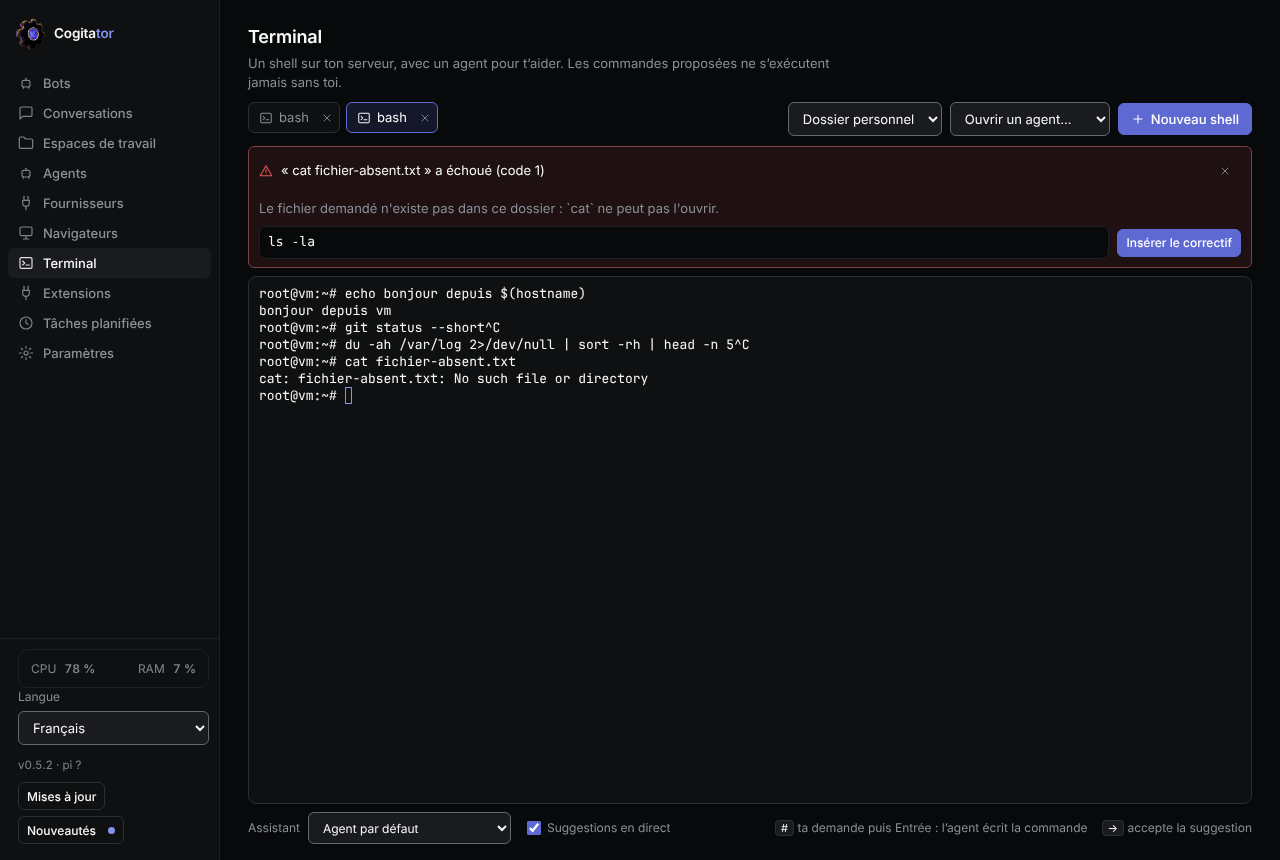 Cogitator
Bots
Conversations
Espaces de travail
Agents
Fournisseurs
Navigateurs
Terminal
Extensions
Tâches planifiées
Paramètres
CPU 78 % RAM 7 %
Langue
Français
v0.5.2 · pi ?
Mises à jour
Nouveautés
Terminal
Un shell sur ton serveur, avec un agent pour t’aider. Les commandes proposées ne s’exécutent
jamais sans toi.
bash × bash ×
Dossier personnel Ouvrir un agent… + Nouveau shell
« cat fichier-absent.txt » a échoué (code 1) ×
Le fichier demandé n'existe pas dans ce dossier : `cat` ne peut pas l'ouvrir.
ls -la Insérer le correctif
root@vm:~# echo bonjour depuis $(hostname)
bonjour depuis vm
root@vm:~# git status --short^C
root@vm:~# du -ah /var/log 2>/dev/null | sort -rh | head -n 5^C
root@vm:~# cat fichier-absent.txt
cat: fichier-absent.txt: No such file or directory
root@vm:~#
Assistant Agent par défaut Suggestions en direct # ta demande puis Entrée : l’agent écrit la commande → accepte la suggestion